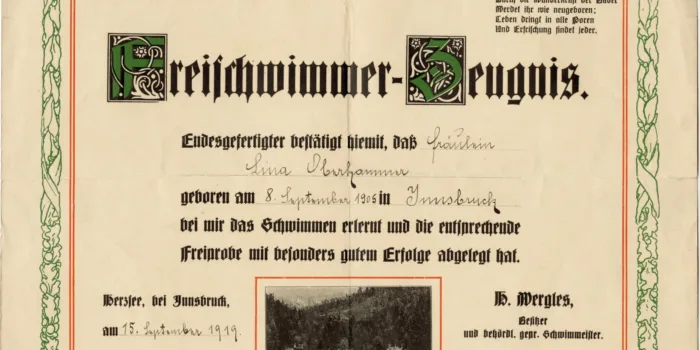 Werdet ihr wie neugeboren;
Leben dringt in alle Poren
Und Erfrischung findet jeder.
Freischwimmer-Zeugnis.
Endesgefertigter bestätigt hiemit, daß Fräulein
Lina Oberhammer
geboren am 8. September 1905 in Innsbruck
bei mir das Schwimmen erlernt und die entsprechende
Freiprobe mit besonders gutem Erfolge abgelegt hat.
Herzsee, bei Innsbruck,
am 15. September 1919.
H. Mergles,
Besitzer
und behördl. gepr. Schwimmeister.